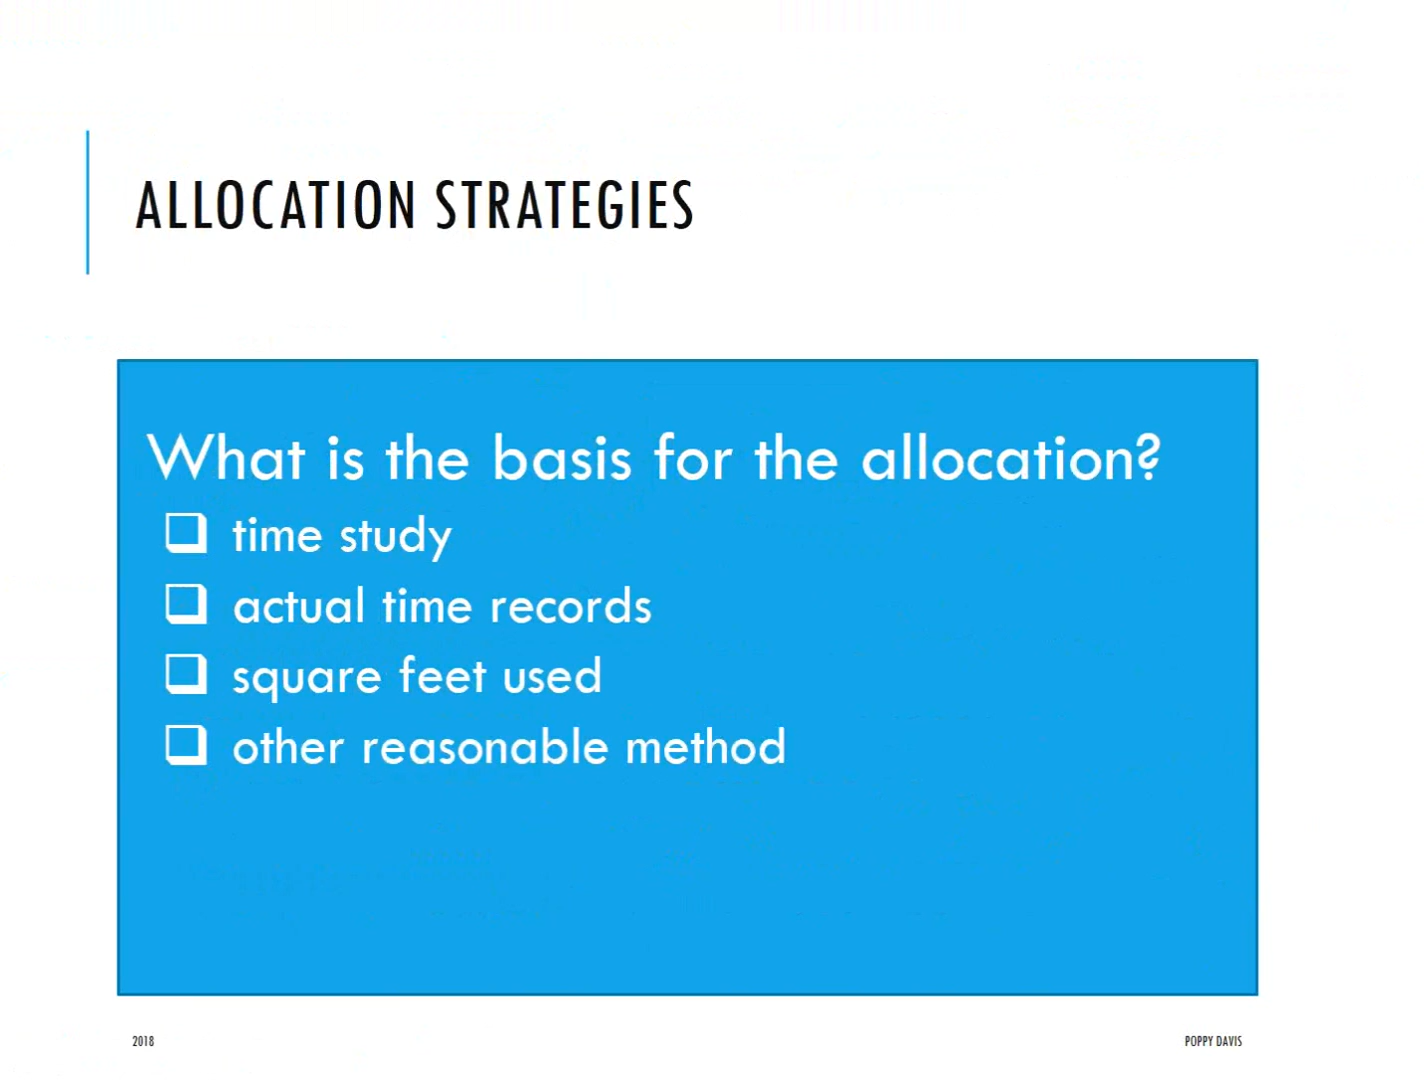 ALLOCATION STRATEGIES
What is the basis for the allocation?
time study
actual time records
square feet used
other reasonable method
2018
POPPY DAVIS